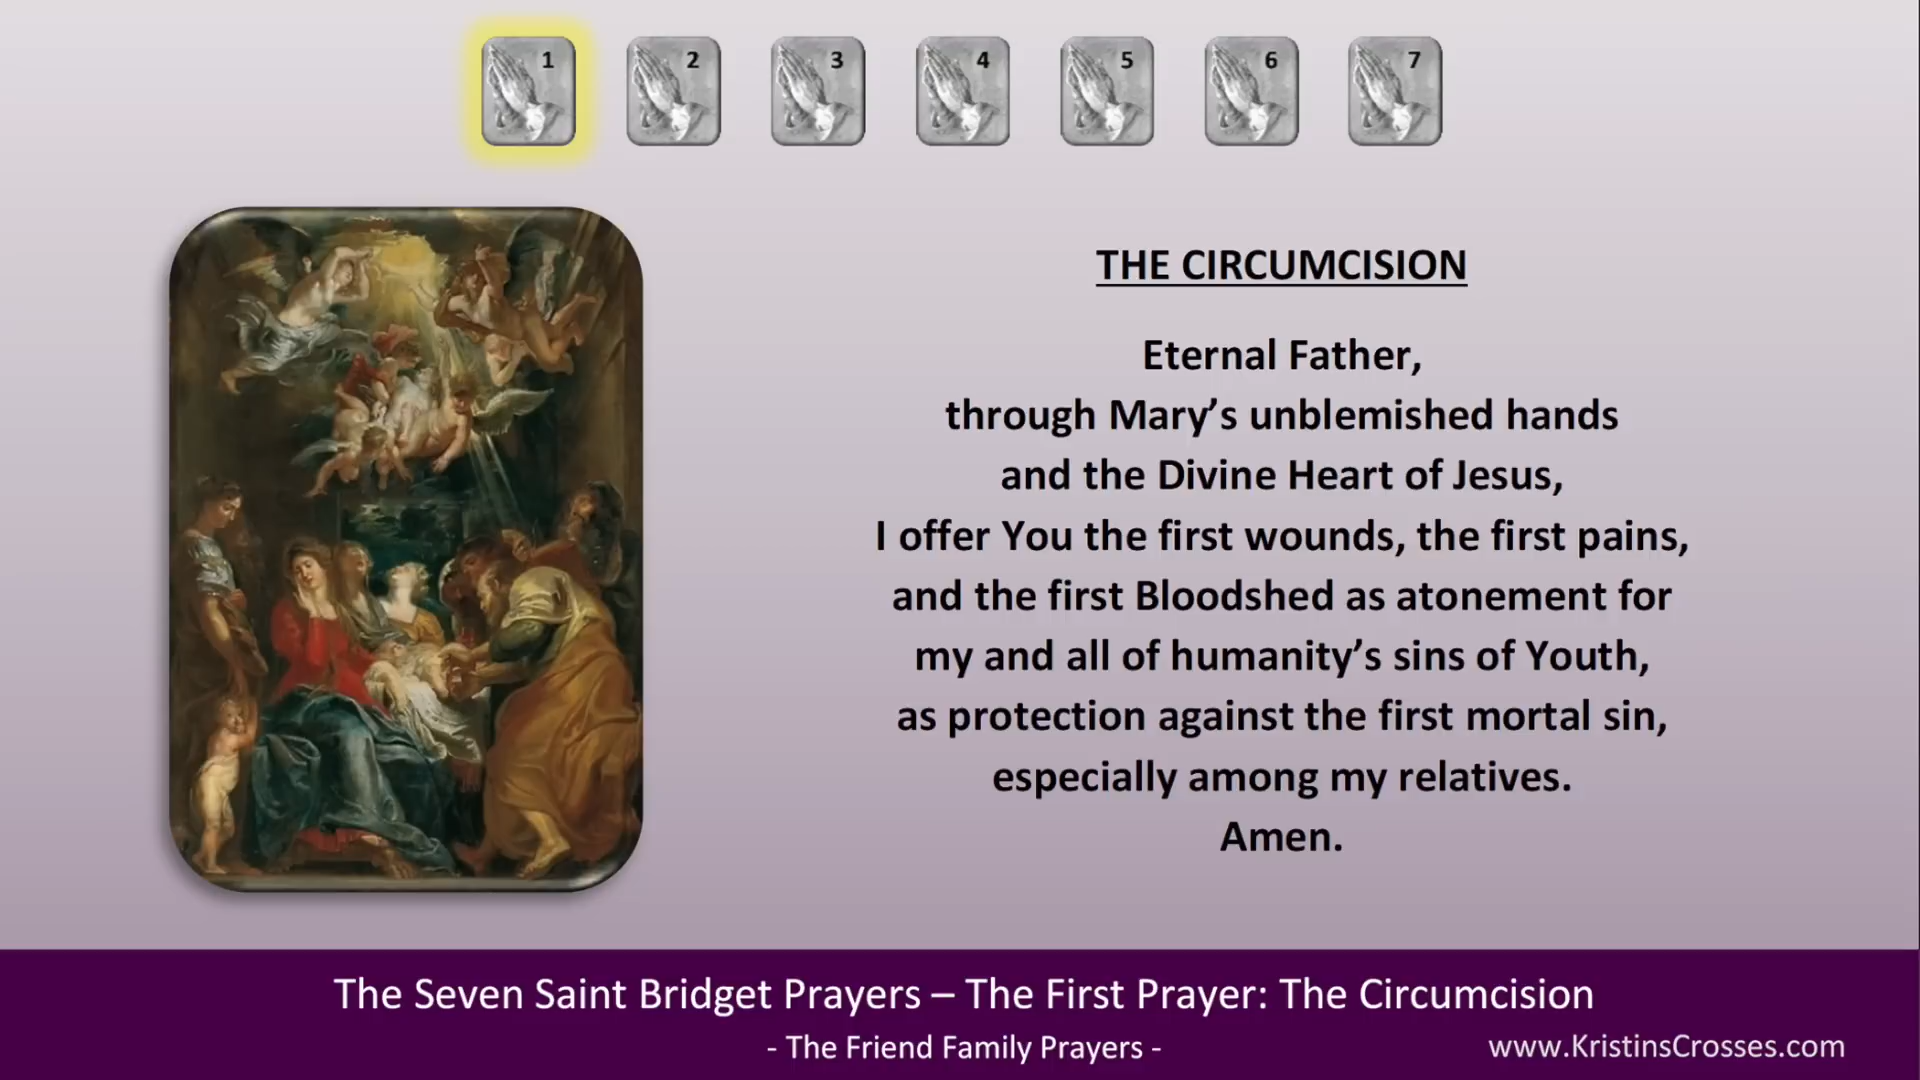 1
2
3
4
5
6
7
THE CIRCUMCISION
Eternal Father,
through Mary’s unblemished hands
and the Divine Heart of Jesus,
I offer You the first wounds, the first pains,
and the first Bloodshed as atonement for
my and all of humanity’s sins of Youth,
as protection against the first mortal sin,
especially among my relatives.
Amen.
The Seven Saint Bridget Prayers – The First Prayer: The Circumcision
- The Friend Family Prayers -
www.KristinsCrosses.com